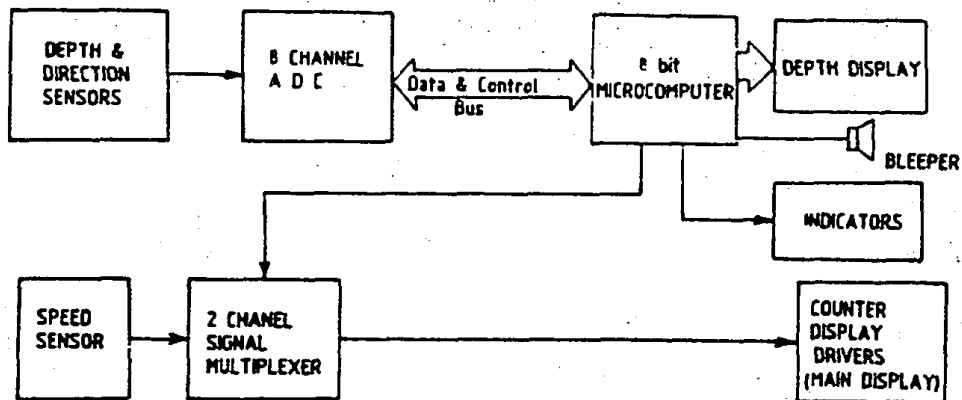 DEPTH &
DIRECTION
SENSORS
8 CHANNEL
A D C
Data & Control
Bus
8 bit
MICROCOMPUTER
DEPTH DISPLAY
BLEEPER
INDICATORS
SPEED
SENSOR
2 CHANEL
SIGNAL
MULTIPLEXER
COUNTER
DISPLAY
DRIVERS
(MAIN DISPLAY)